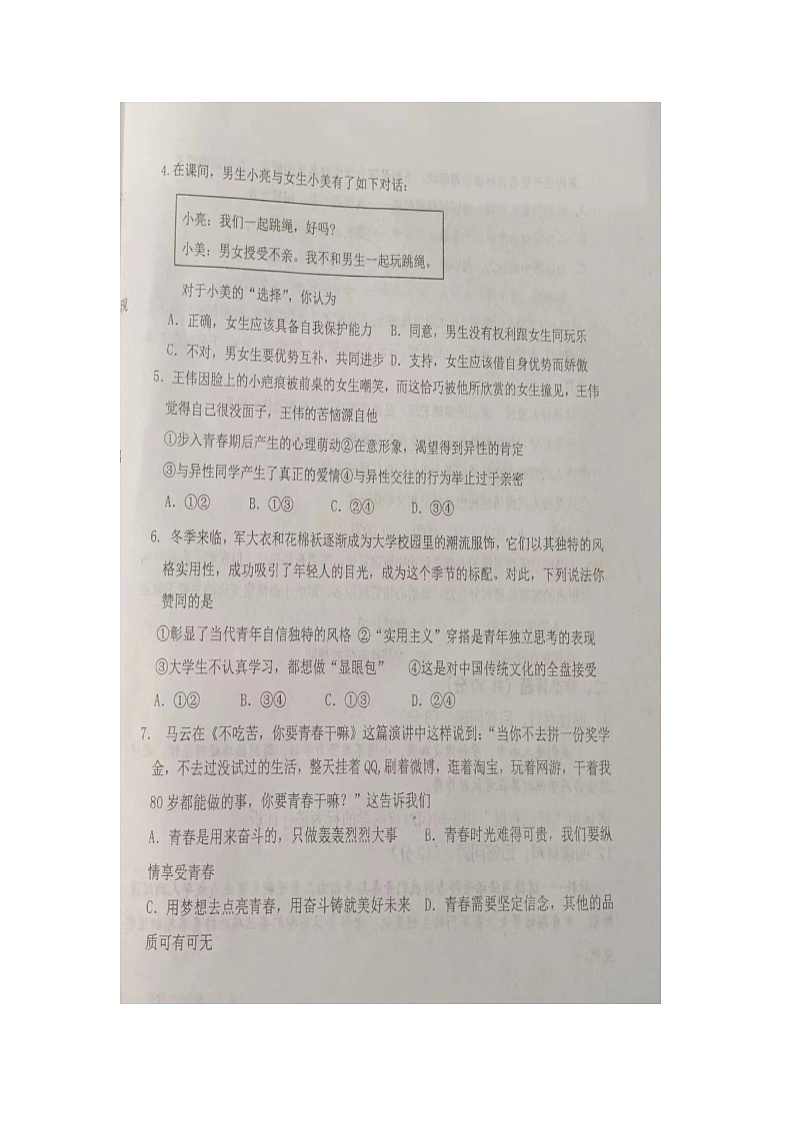 4.在课间，男生小亮与女生小美有了如下对话：
小亮：我们一起跳绳，好吗？
小美：男女授受不亲。我不和男生一起玩跳绳。
对于小美的“选择”，你认为
A．正确，女生应该具备自我保护能力 B．同意，男生没有权利跟女生同玩乐
C．不对，男女生要优势互补，共同进步 D．支持，女生应该借自身优势而娇傲
5．王伟因脸上的小疤痕被前桌的女生嘲笑，而这恰巧被他所欣赏的女生撞见，王伟
觉得自己很没面子，王伟的苦恼源自他
①步入青春期后产生的心理萌动②在意形象，渴望得到异性的肯定
③与异性同学产生了真正的爱情④与异性交往的行为举止过于亲密
A．①② B．①③ C．②④ D．③④
6．冬季来临，军大衣和花棉袄逐渐成为大学校园里的潮流服饰，它们以其独特的风
格实用性，成功吸引了年轻人的目光，成为这个季节的标配。对此，下列说法你
赞同的是
①彰显了当代青年自信独特的风格 ②“实用主义”穿搭是青年独立思考的表现
③大学生不认真学习，都想做“显眼包” ④这是对中国传统文化的全盘接受
A．①② B．③④ C．①③ D．②④
7． 马云在《不吃苦，你要青春干嘛》这篇演讲中这样说到：“当你不去拼一份奖学
金，不去过没试过的生活，整天挂着QQ,刷着微博，逛着淘宝，玩着网游，干着我
80岁都能做的事，你要青春干嘛？”这告诉我们
A．青春是用来奋斗的，只做轰轰烈烈大事 B．青春时光难得可贵，我们要纵
情享受青春
C．用梦想去点亮青春，用奋斗铸就美好未来 D．青春需要坚定信念，其他的品
质可有可无